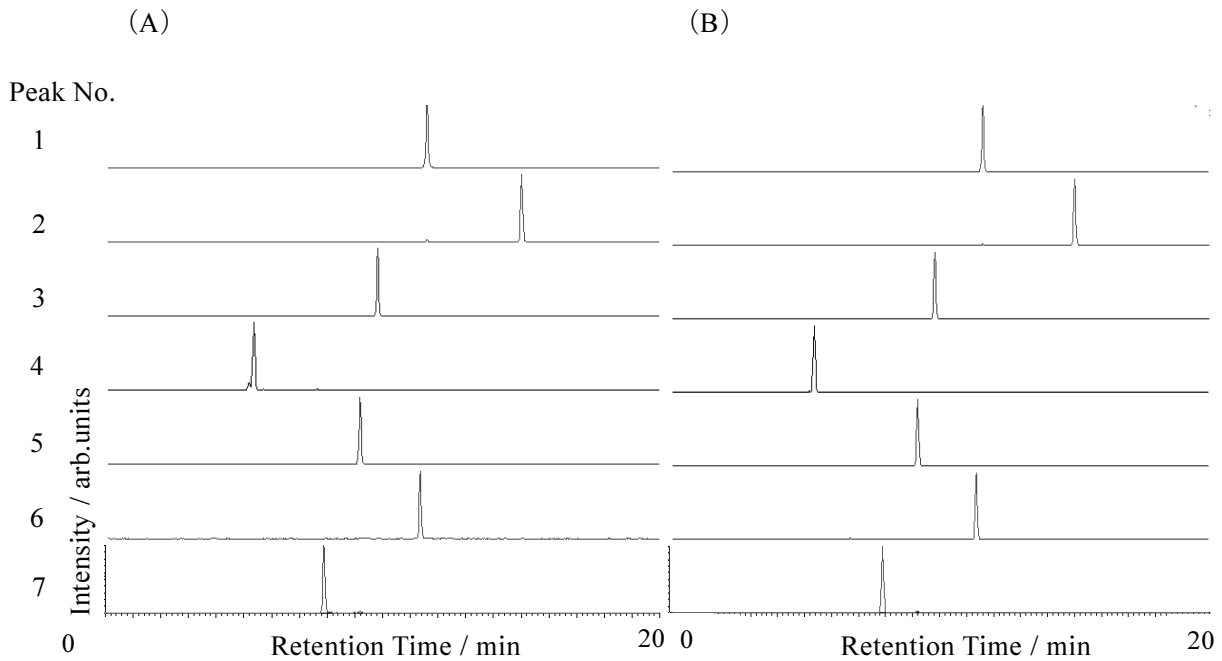 （A）
（B）
Peak No.
1
2
3
4
5
6
7
Intensity / arb.units
0
Retention Time / min
20
0
Retention Time / min
20